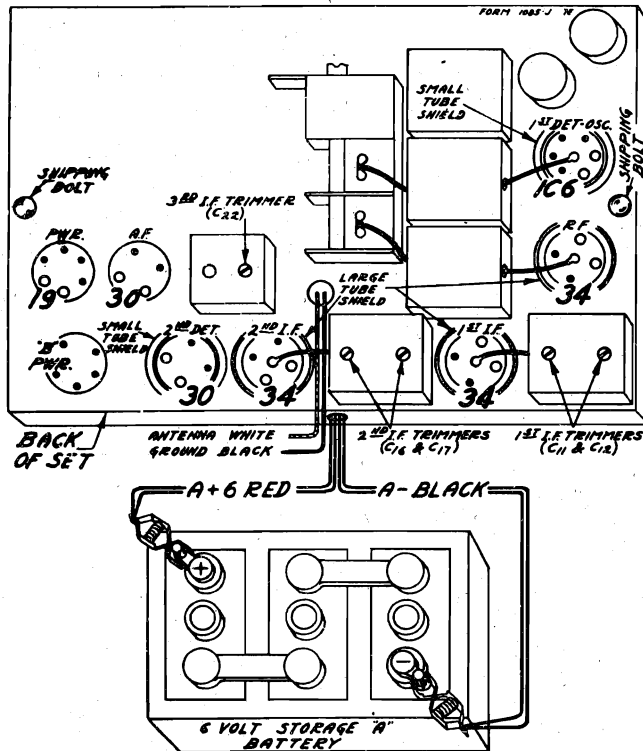 FORM 1085-J
SMALL
TUBE
SHIELD
1ST DET-OSC.
1C6
SHIPPING
BOLT
SHIPPING
BOLT
3RD I.F. TRIMMER
(C22)
PWR.
19
A.F.
30
R.F.
34
LARGE
TUBE
SHIELD
"B"
PWR.
SMALL
TUBE
SHIELD
2ND DET.
30
2ND I.F.
34
1ST I.F.
34
BACK
OF SET
ANTENNA WHITE
GROUND BLACK
2ND I.F. TRIMMERS
(C16 & C17)
1ST I.F. TRIMMERS
(C11 & C12)
A+6 RED
A-BLACK
+
-
6 VOLT STORAGE "A"
BATTERY